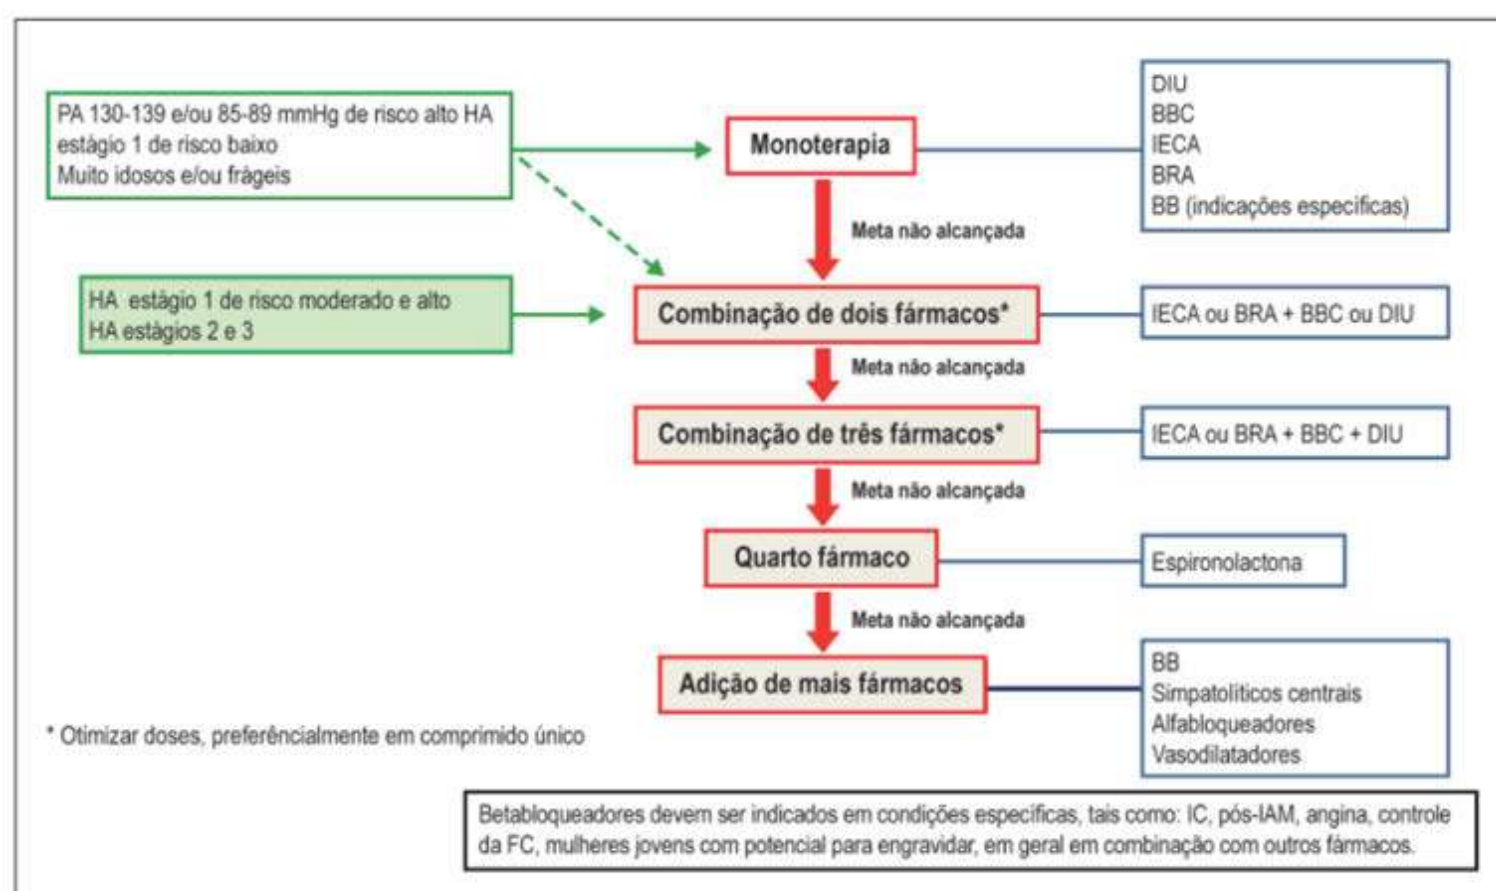 PA 130-139 e/ou 85-89 mmHg de risco alto HA
estágio 1 de risco baixo
Muito idosos e/ou frágeis
Monoterapia
DIU
BBC
IECA
BRA
BB (indicações específicas)
Meta não alcançada
HA estágio 1 de risco moderado e alto
HA estágios 2 e 3
Combinação de dois fármacos*
IECA ou BRA + BBC ou DIU
Meta não alcançada
Combinação de três fármacos*
IECA ou BRA + BBC + DIU
Meta não alcançada
Quarto fármaco
Espironolactona
Meta não alcançada
Adição de mais fármacos
BB
Simpatolíticos centrais
Alfabloqueadores
Vasodilatadores
* Otimizar doses, preferêncialmente em comprimido único
Betabloqueadores devem ser indicados em condições específicas, tais como: IC, pós-IAM, angina, controle
da FC, mulheres jovens com potencial para engravidar, em geral em combinação com outros fármacos.